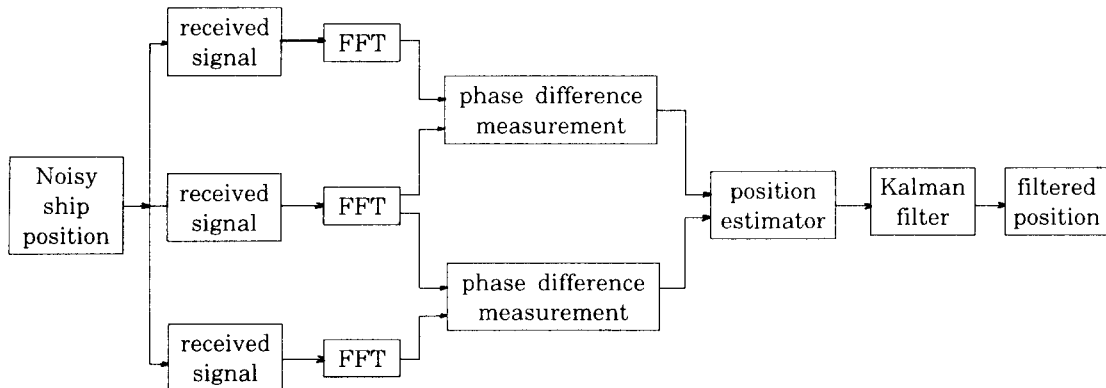 received
signal
FFT
phase difference
measurement
Noisy
ship
position
received
signal
FFT
position
estimator
Kalman
filter
filtered
position
phase difference
measurement
received
signal
FFT